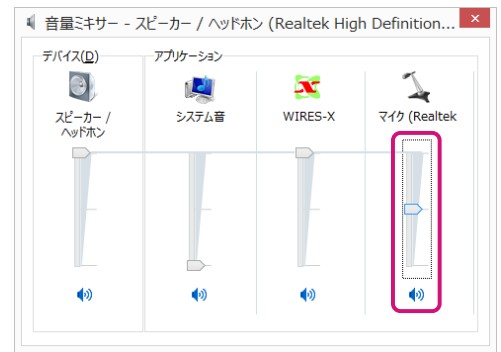 音量ミキサー - スピーカー / ヘッドホン (Realtek High Definition...
デバイス(D)
アプリケーション
スピーカー /
ヘッドホン
システム音
WIRES-X
マイク (Realtek